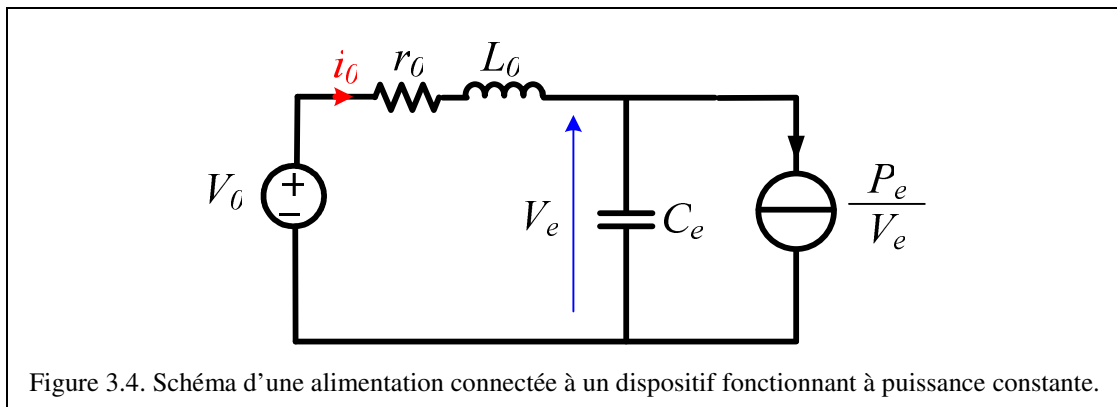 i0
r0
L0
V0
+
−
Ve
Ce
Pe
Ve
Figure 3.4. Schéma d'une alimentation connectée à un dispositif fonctionnant à puissance constante.